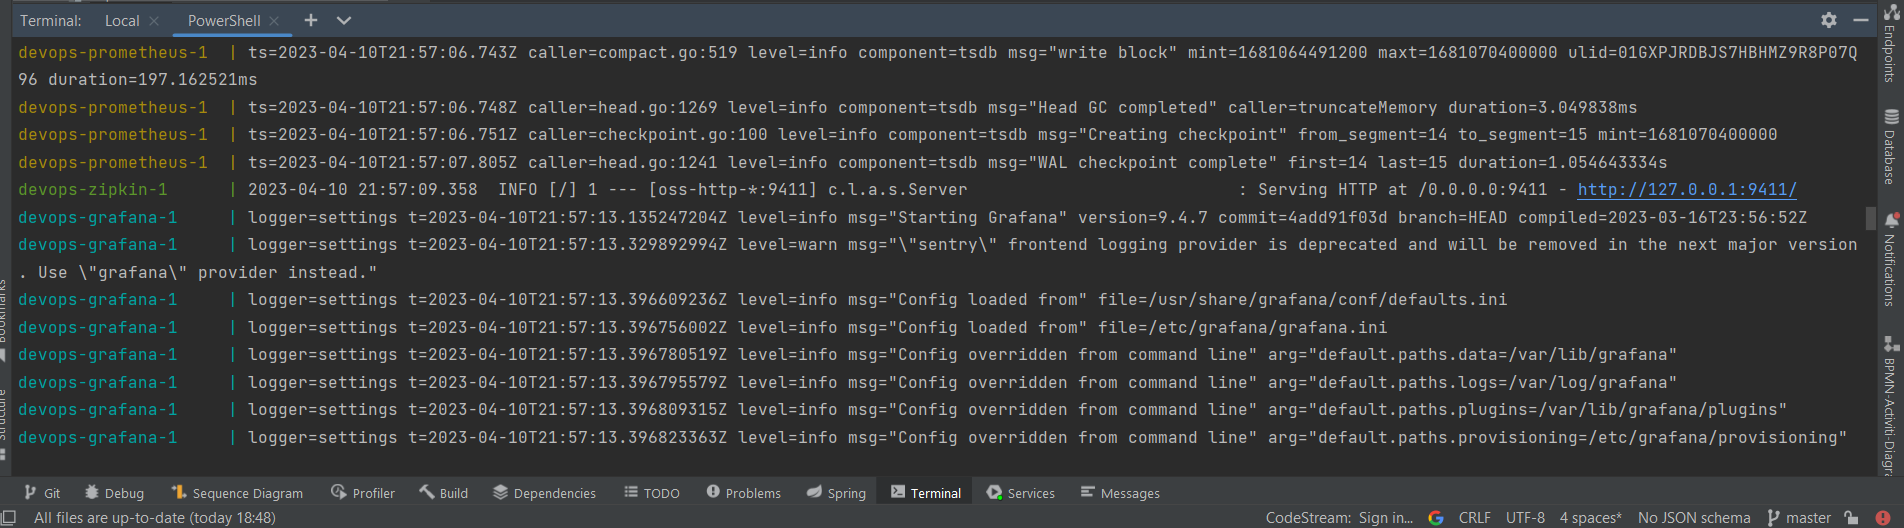 Terminal: Local × PowerShell ×
devops-prometheus-1 | ts=2023-04-10T21:57:06.743Z caller=compact.go:519 level=info component=tsdb msg="write block" mint=1681064491200 maxt=1681070400000 ulid=01GXPJRDBJS7HBHMZ9R8P07Q
96 duration=197.162521ms
devops-prometheus-1 | ts=2023-04-10T21:57:06.748Z caller=head.go:1269 level=info component=tsdb msg="Head GC completed" caller=truncateMemory duration=3.049838ms
devops-prometheus-1 | ts=2023-04-10T21:57:06.751Z caller=checkpoint.go:100 level=info component=tsdb msg="Creating checkpoint" from_segment=14 to_segment=15 mint=1681070400000
devops-prometheus-1 | ts=2023-04-10T21:57:07.805Z caller=head.go:1241 level=info component=tsdb msg="WAL checkpoint complete" first=14 last=15 duration=1.054643334s
devops-zipkin-1 | 2023-04-10 21:57:09.358 INFO [/] 1 --- [oss-http-*:9411] c.l.a.s.Server : Serving HTTP at /0.0.0.0:9411 - http://127.0.0.1:9411/
devops-grafana-1 | logger=settings t=2023-04-10T21:57:13.135247204Z level=info msg="Starting Grafana" version=9.4.7 commit=4add91f03d branch=HEAD compiled=2023-03-16T23:56:52Z
devops-grafana-1 | logger=settings t=2023-04-10T21:57:13.329892994Z level=warn msg="\"sentry\" frontend logging provider is deprecated and will be removed in the next major version
. Use \"grafana\" provider instead."
devops-grafana-1 | logger=settings t=2023-04-10T21:57:13.396609236Z level=info msg="Config loaded from" file=/usr/share/grafana/conf/defaults.ini
devops-grafana-1 | logger=settings t=2023-04-10T21:57:13.396756002Z level=info msg="Config loaded from" file=/etc/grafana/grafana.ini
devops-grafana-1 | logger=settings t=2023-04-10T21:57:13.396780519Z level=info msg="Config overridden from command line" arg="default.paths.data=/var/lib/grafana"
devops-grafana-1 | logger=settings t=2023-04-10T21:57:13.396795579Z level=info msg="Config overridden from command line" arg="default.paths.logs=/var/log/grafana"
devops-grafana-1 | logger=settings t=2023-04-10T21:57:13.396809315Z level=info msg="Config overridden from command line" arg="default.paths.plugins=/var/lib/grafana/plugins"
devops-grafana-1 | logger=settings t=2023-04-10T21:57:13.396823363Z level=info msg="Config overridden from command line" arg="default.paths.provisioning=/etc/grafana/provisioning"
Endpoints
Database
Notifications
BPMN-Activiti-Diagra
Git Debug Sequence Diagram Profiler Build Dependencies TODO Problems Spring Terminal Services Messages
All files are up-to-date (today 18:48) CodeStream: Sign in... CRLF UTF-8 4 spaces* No JSON schema master